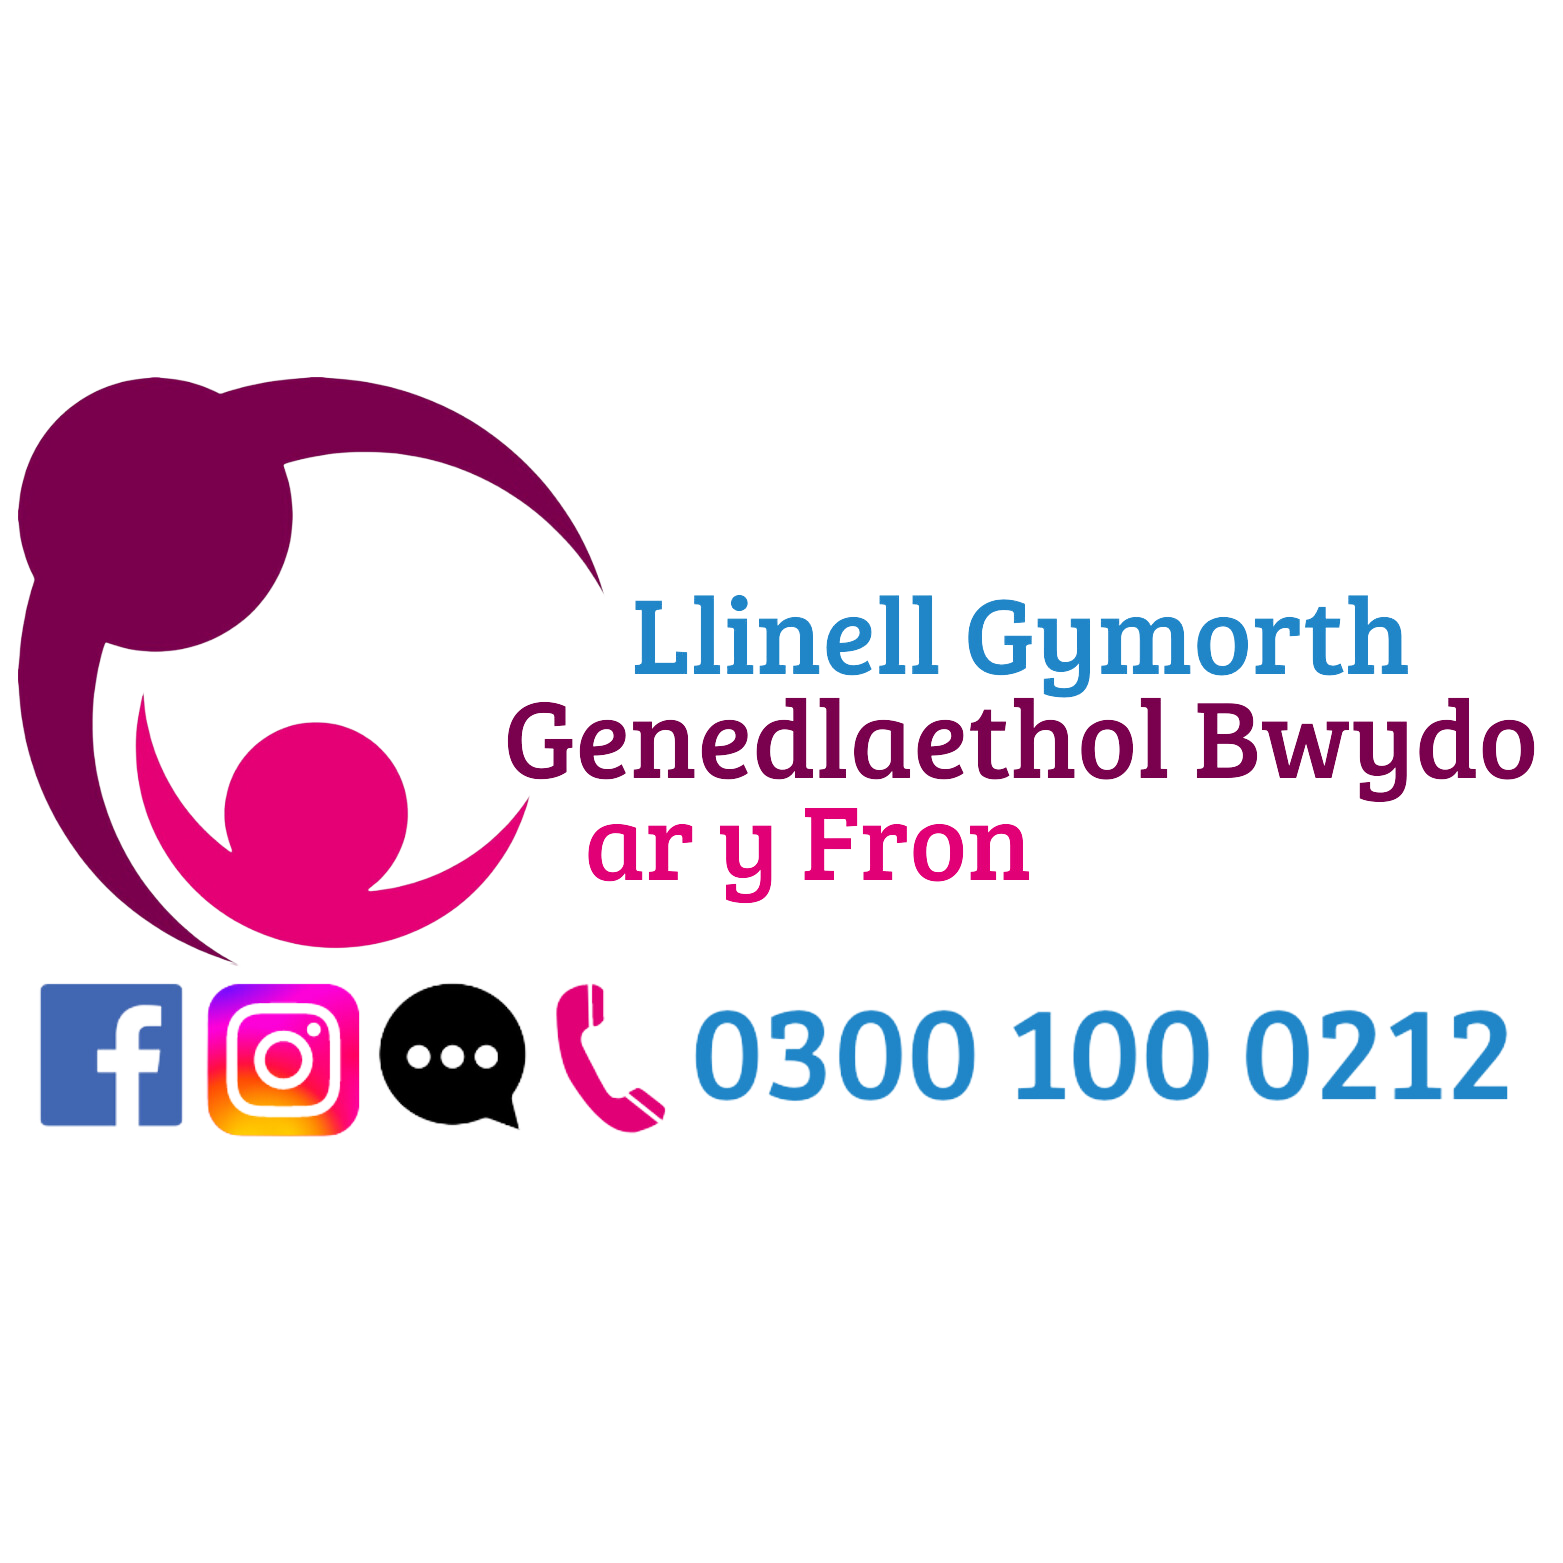 Llinell Gymorth
Genedlaethol Bwydo
ar y Fron
0300 100 0212